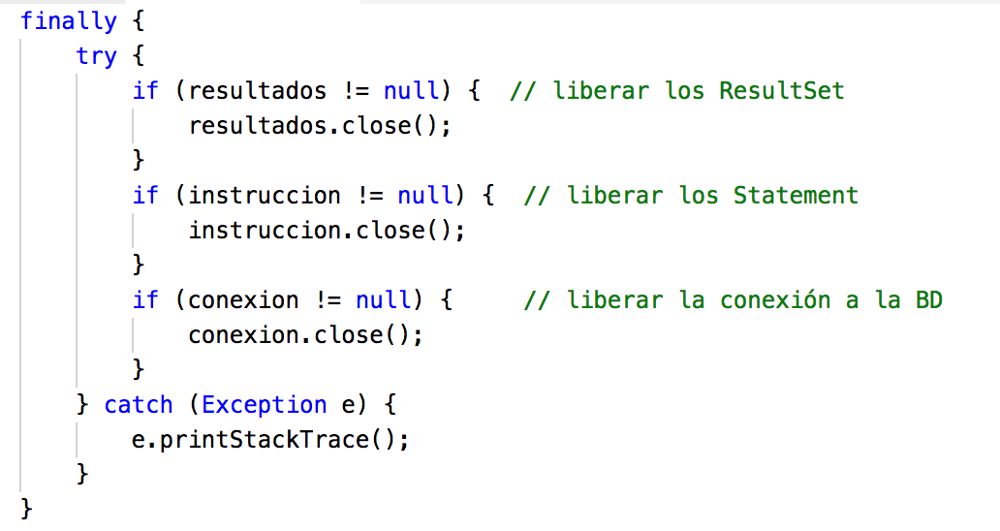 finally {
    try {
        if (resultados != null) {  // liberar los ResultSet
            resultados.close();
        }
        if (instruccion != null) {  // liberar los Statement
            instruccion.close();
        }
        if (conexion != null) {     // liberar la conexión a la BD
            conexion.close();
        }
    } catch (Exception e) {
        e.printStackTrace();
    }
}